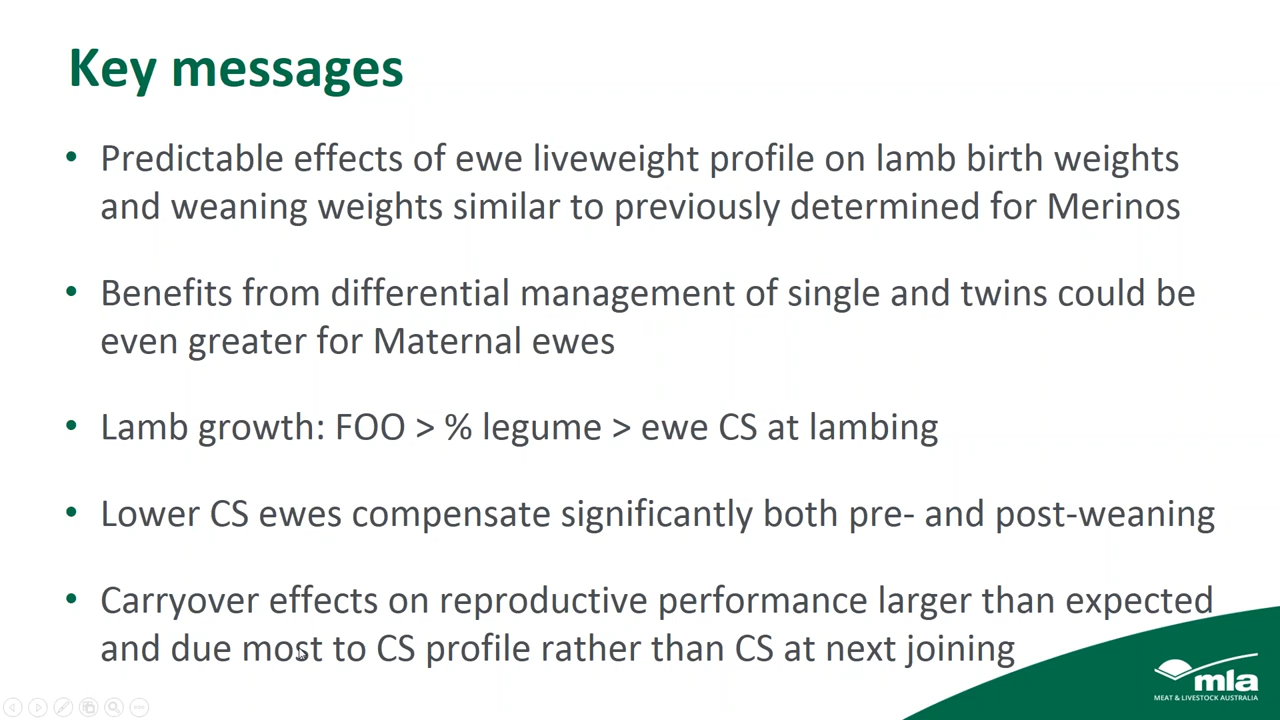 Key messages
• Predictable effects of ewe liveweight profile on lamb birth weights
and weaning weights similar to previously determined for Merinos
• Benefits from differential management of single and twins could be
even greater for Maternal ewes
• Lamb growth: FOO > % legume > ewe CS at lambing
• Lower CS ewes compensate significantly both pre- and post-weaning
• Carryover effects on reproductive performance larger than expected
and due most to CS profile rather than CS at next joining
mla
MEAT & LIVESTOCK AUSTRALIA